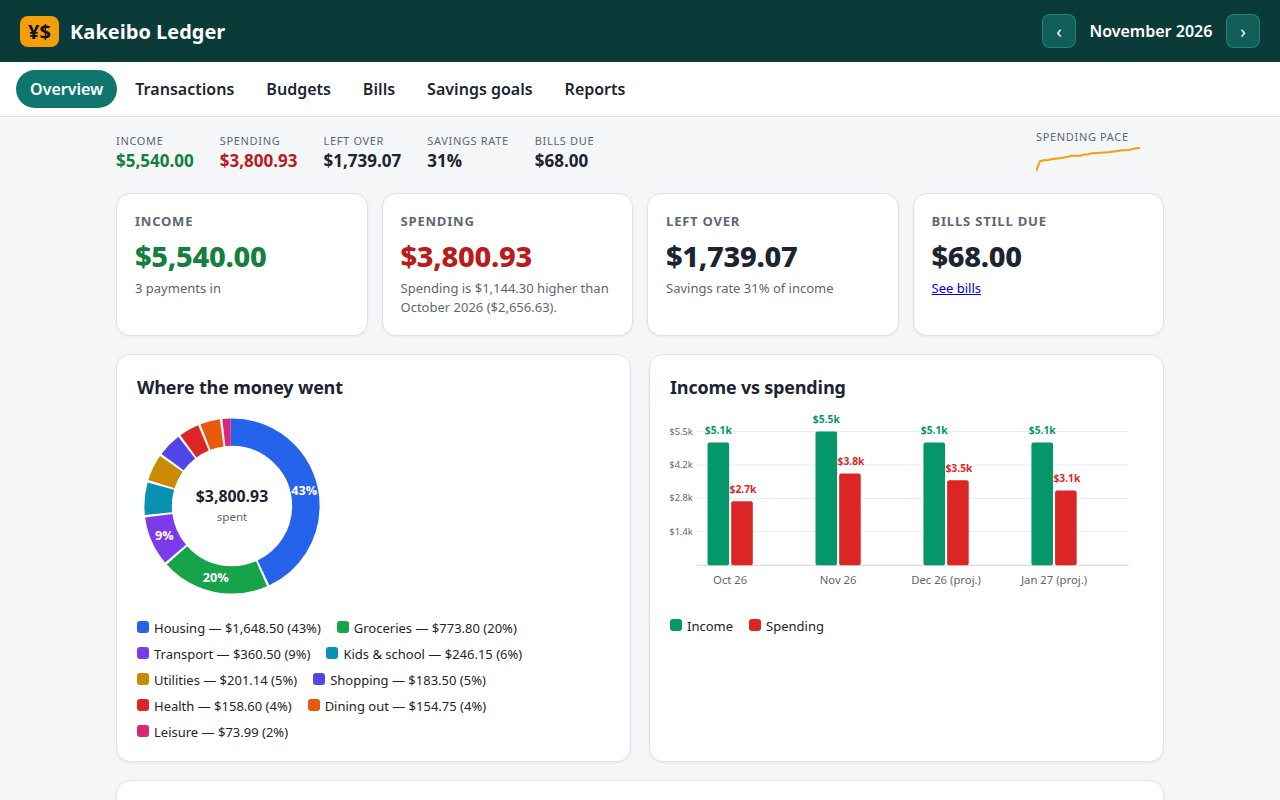 ¥$ Kakeibo Ledger
‹ November 2026 ›
Overview Transactions Budgets Bills Savings goals Reports
INCOME SPENDING LEFT OVER SAVINGS RATE BILLS DUE SPENDING PACE
$5,540.00 $3,800.93 $1,739.07 31% $68.00
INCOME
$5,540.00
3 payments in
SPENDING
$3,800.93
Spending is $1,144.30 higher than
October 2026 ($2,656.63).
LEFT OVER
$1,739.07
Savings rate 31% of income
BILLS STILL DUE
$68.00
See bills
Where the money went
$3,800.93
spent
43%
9%
20%
Housing — $1,648.50 (43%) Groceries — $773.80 (20%)
Transport — $360.50 (9%) Kids & school — $246.15 (6%)
Utilities — $201.14 (5%) Shopping — $183.50 (5%)
Health — $158.60 (4%) Dining out — $154.75 (4%)
Leisure — $73.99 (2%)
Income vs spending
$5.5k
$4.2k
$2.8k
$1.4k
$5.1k $2.7k
$5.5k $3.8k
$5.1k $3.5k
$5.1k $3.1k
Oct 26 Nov 26 Dec 26 (proj.) Jan 27 (proj.)
Income Spending